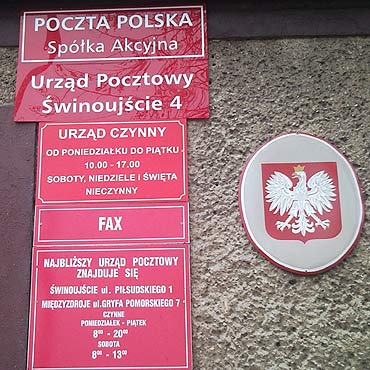 POCZTA POLSKA
Spółka Akcyjna
Urząd Pocztowy
Świnoujście 4
URZĄD CZYNNY
OD PONIEDZIAŁKU DO PIĄTKU
10.00 - 17.00
SOBOTY, NIEDZIELE I ŚWIĘTA
NIECZYNNY
FAX
NAJBLIŻSZY URZĄD POCZTOWY
ZNAJDUJE SIĘ
ŚWINOUJŚCIE ul. PIŁSUDSKIEGO 1
MIĘDZYZDROJE ul.GRYFA POMORSKIEGO 7
CZYNNE
PONIEDZIAŁEK - PIĄTEK
8⁰⁰ - 20⁰⁰
SOBOTA
8⁰⁰ - 13⁰⁰